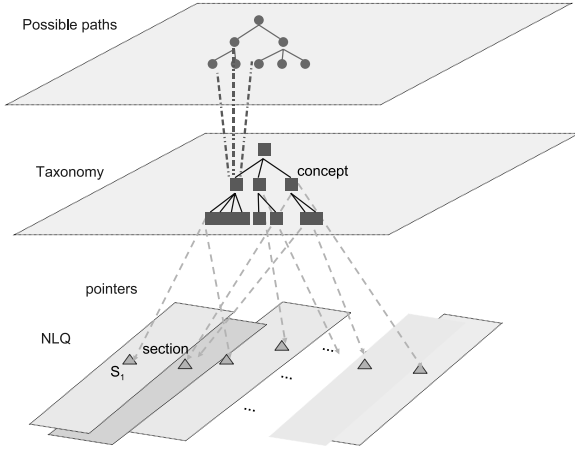 Possible paths
Taxonomy
concept
pointers
NLQ
section
S1
...
...
...